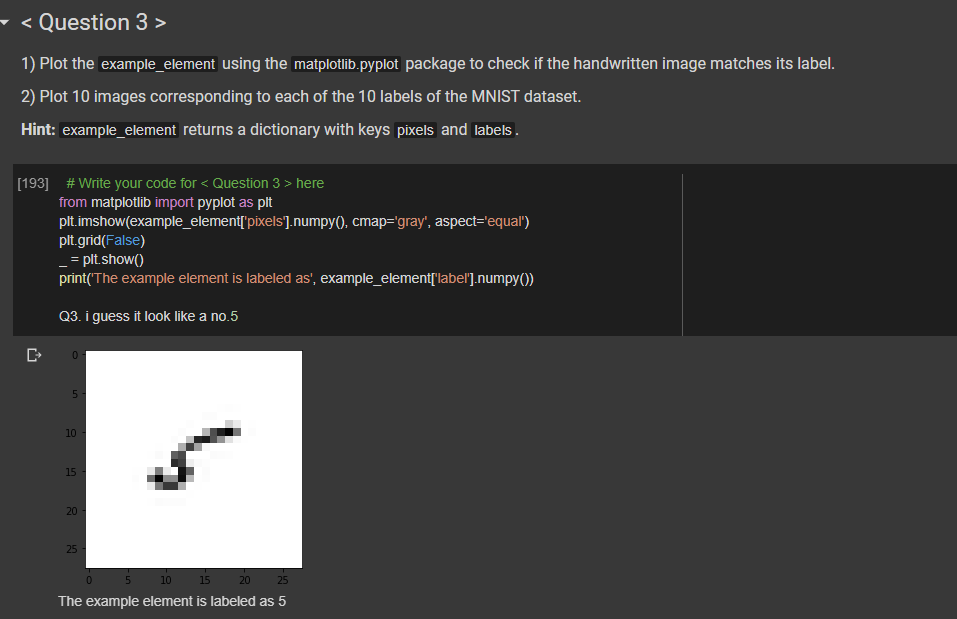 < Question 3 >
1) Plot the example_element using the matplotlib.pyplot package to check if the handwritten image matches its label.
2) Plot 10 images corresponding to each of the 10 labels of the MNIST dataset.
Hint: example_element returns a dictionary with keys pixels and labels.
[193] # Write your code for < Question 3 > here
from matplotlib import pyplot as plt
plt.imshow(example_element['pixels'].numpy(), cmap='gray', aspect='equal')
plt.grid(False)
_ = plt.show()
print('The example element is labeled as', example_element['label'].numpy())
Q3. i guess it look like a no.5
0
5
10
15
20
25
0 5 10 15 20 25
The example element is labeled as 5